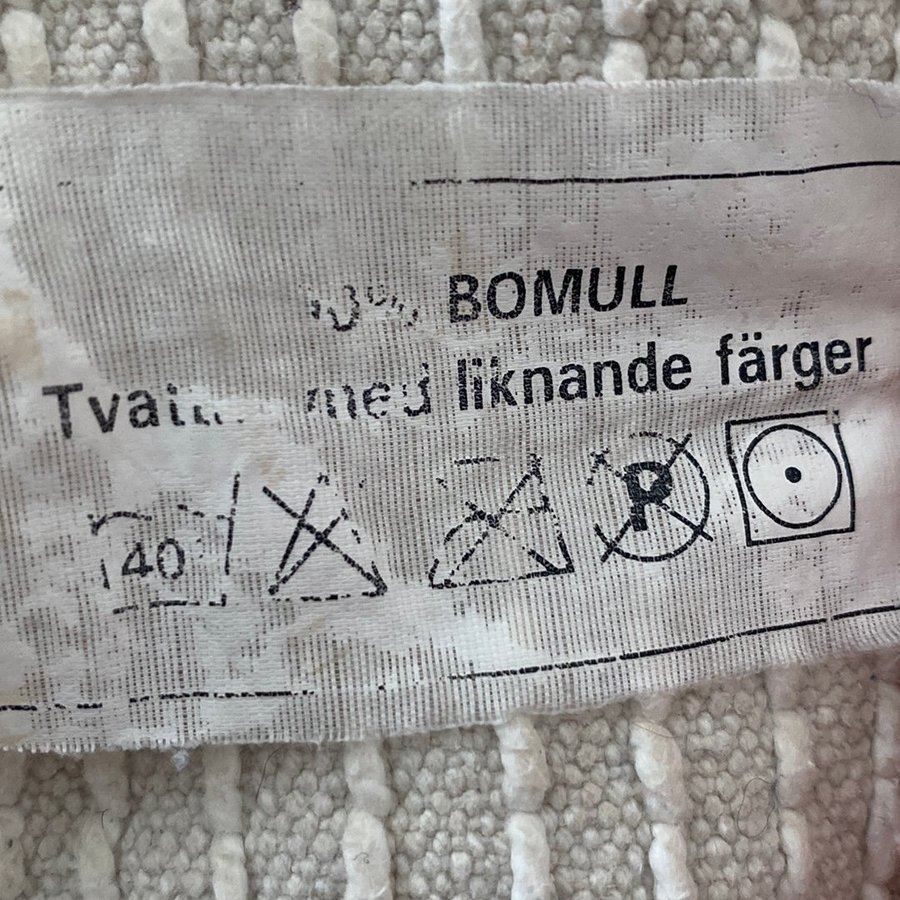 BOMULL
med liknande färger
40 P